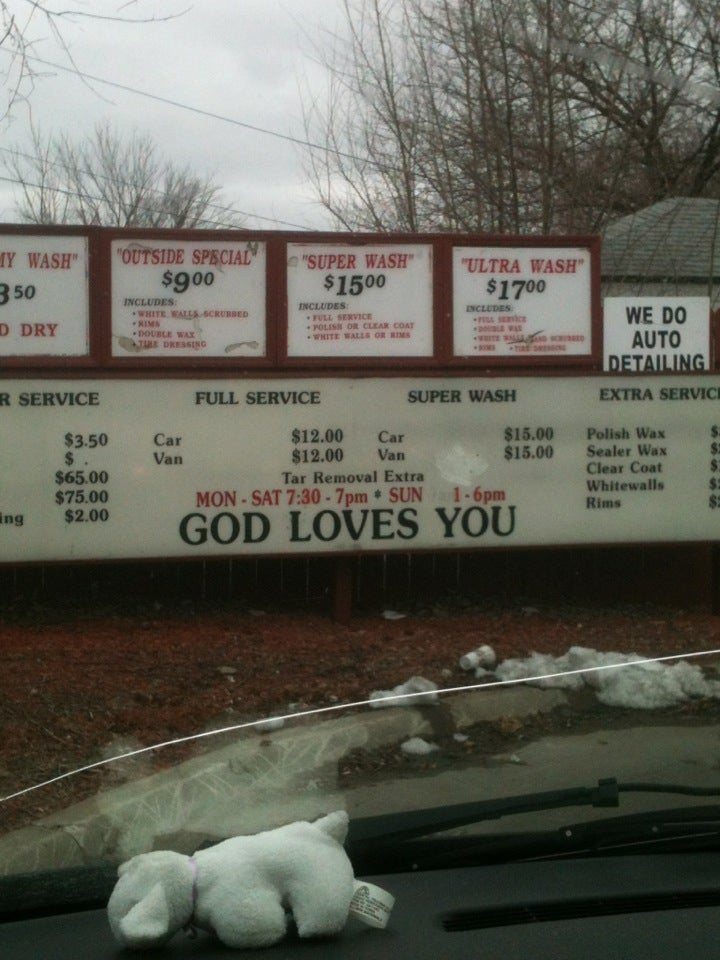 MY WASH"
3 50
D DRY
"OUTSIDE SPECIAL"
$9 00
INCLUDES:
• WHITE WALLS SCRUBBED
• RIMS
• DOUBLE WAX
• TIRE DRESSING
"SUPER WASH"
$15 00
INCLUDES:
• FULL SERVICE
• POLISH OR CLEAR COAT
• WHITE WALLS OR RIMS
"ULTRA WASH"
$17 00
INCLUDES:
• FULL SERVICE
• DOUBLE WAX
• WHITE WALLS AND SCRUBBED
• RIMS • TIRE DRESSING
WE DO
AUTO
DETAILING
R SERVICE
$3.50
$ .
$65.00
$75.00
ing $2.00
FULL SERVICE
Car $12.00
Van $12.00
SUPER WASH
Car $15.00
Van $15.00
Tar Removal Extra
MON - SAT 7:30 - 7pm * SUN 1 - 6pm
GOD LOVES YOU
EXTRA SERVIC
Polish Wax $
Sealer Wax $
Clear Coat $
Whitewalls $
Rims $